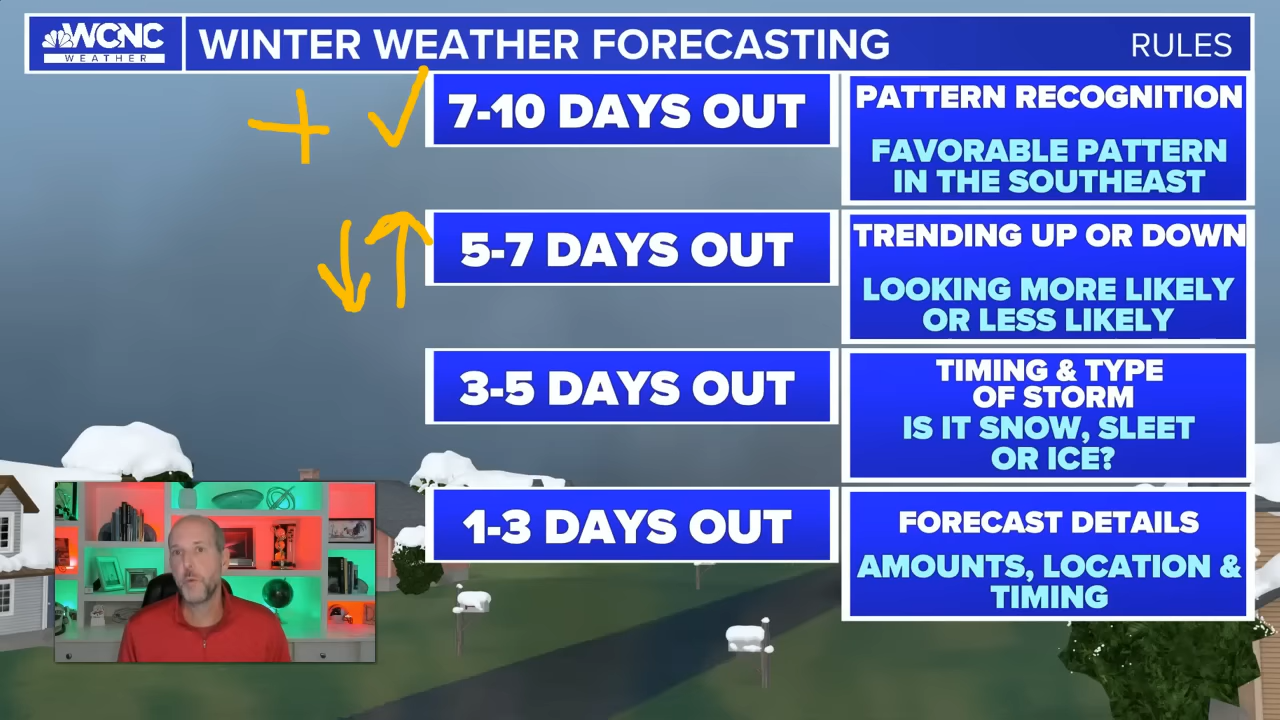 WCNC
WEATHER
WINTER WEATHER FORECASTING
RULES
7-10 DAYS OUT
PATTERN RECOGNITION
FAVORABLE PATTERN
IN THE SOUTHEAST
5-7 DAYS OUT
TRENDING UP OR DOWN
LOOKING MORE LIKELY
OR LESS LIKELY
3-5 DAYS OUT
TIMING & TYPE
OF STORM
IS IT SNOW, SLEET
OR ICE?
1-3 DAYS OUT
FORECAST DETAILS
AMOUNTS, LOCATION &
TIMING